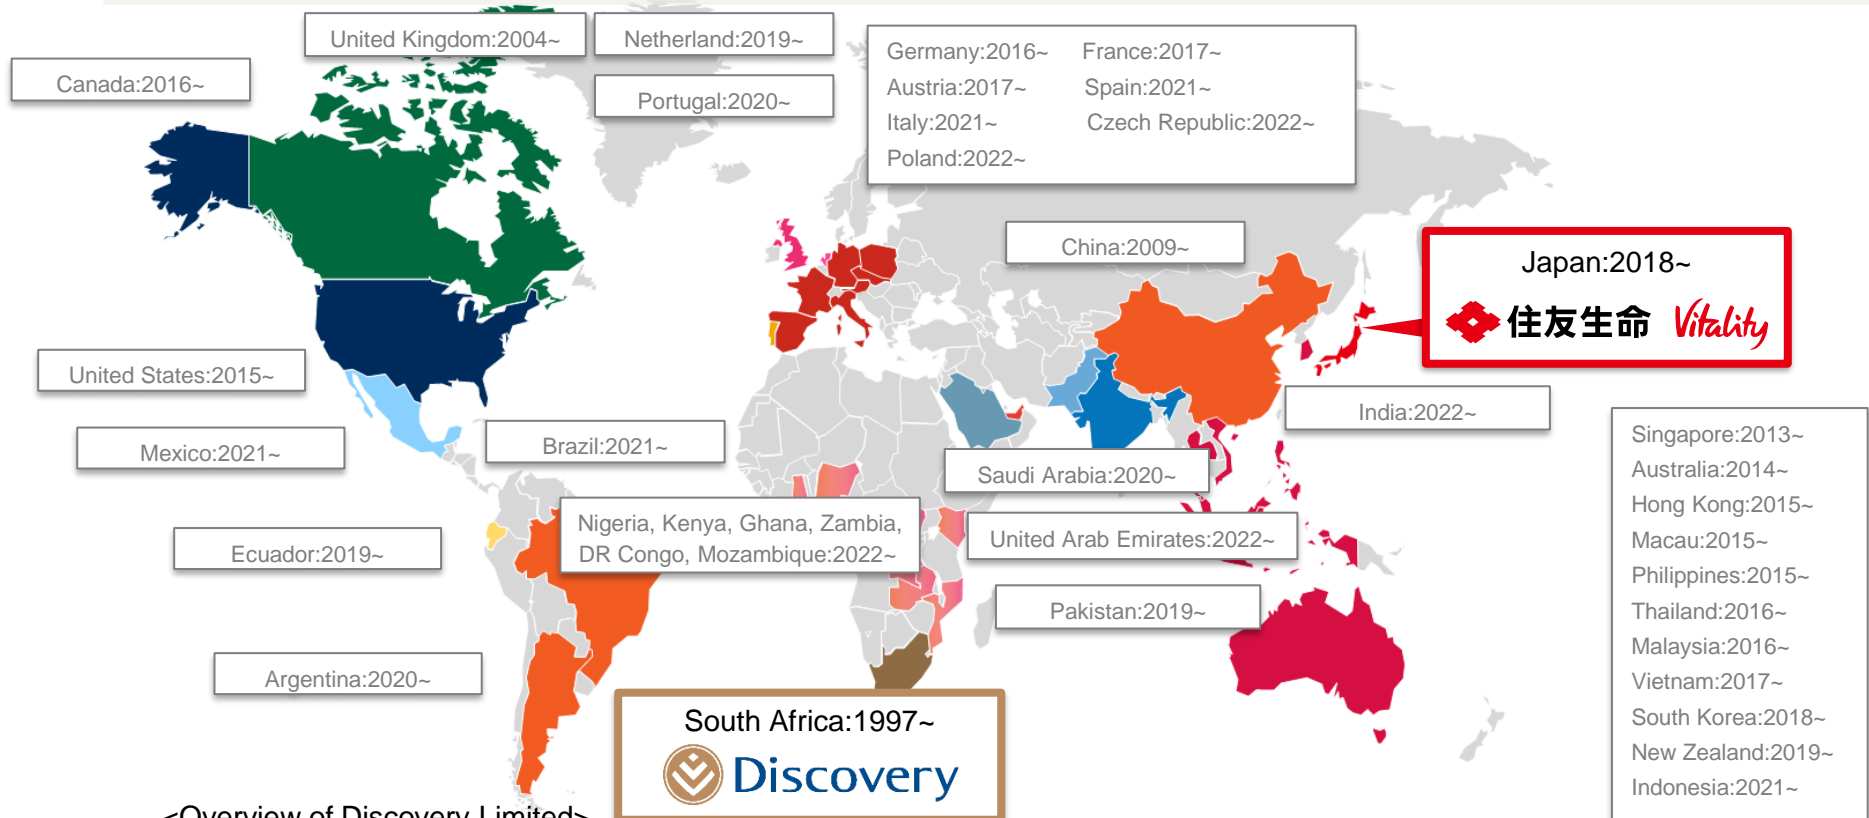 United Kingdom:2004~
Netherland:2019~
Canada:2016~
Portugal:2020~
Germany:2016~ France:2017~
Austria:2017~ Spain:2021~
Italy:2021~ Czech Republic:2022~
Poland:2022~
China:2009~
Japan:2018~
住友生命 Vitality
United States:2015~
India:2022~
Mexico:2021~
Brazil:2021~
Saudi Arabia:2020~
Nigeria, Kenya, Ghana, Zambia,
DR Congo, Mozambique:2022~
United Arab Emirates:2022~
Ecuador:2019~
Pakistan:2019~
Argentina:2020~
Singapore:2013~
Australia:2014~
Hong Kong:2015~
Macau:2015~
Philippines:2015~
Thailand:2016~
Malaysia:2016~
Vietnam:2017~
South Korea:2018~
New Zealand:2019~
Indonesia:2021~
South Africa:1997~
Discovery
<Overview of Discovery Limited>